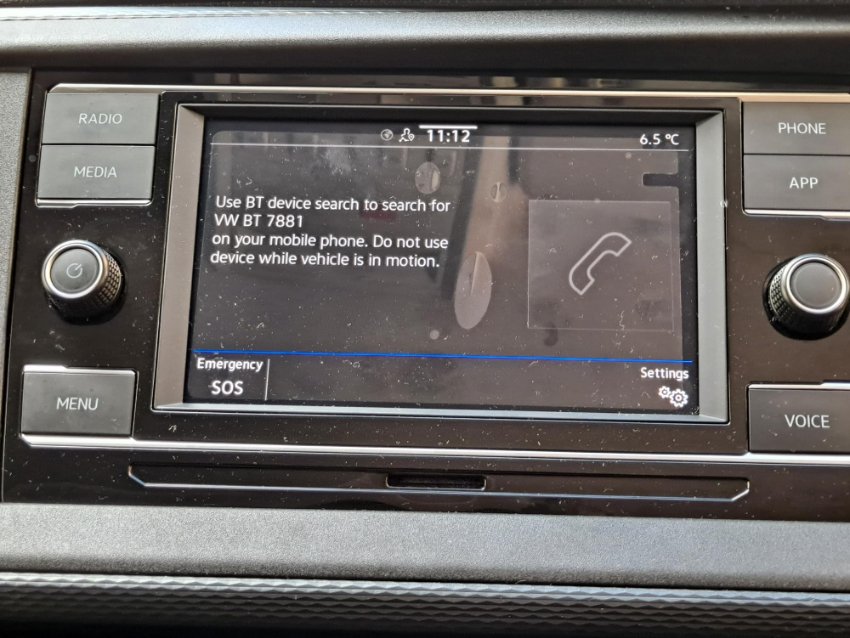 RADIO
MEDIA
MENU
11:12
6.5 °C
Use BT device search to search for
VW BT 7881
on your mobile phone. Do not use
device while vehicle is in motion.
Emergency
SOS
Settings
PHONE
APP
VOICE